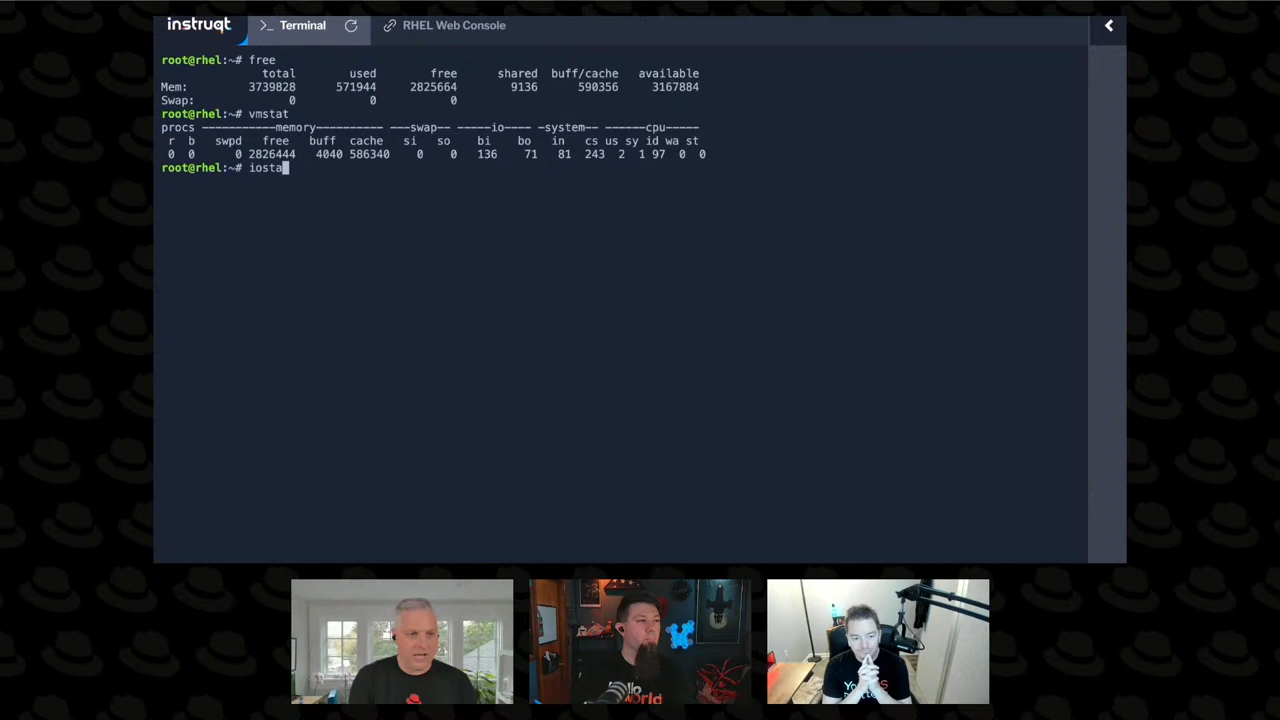 instruqt >_ Terminal RHEL Web Console
root@rhel:~# free
total used free shared buff/cache available
Mem: 3739828 571944 2825664 9136 590356 3167884
Swap: 0 0 0
root@rhel:~# vmstat
procs -----------memory---------- ---swap-- -----io---- -system-- ------cpu-----
r b swpd free buff cache si so bi bo in cs us sy id wa st
0 0 0 2826444 4040 586340 0 0 136 71 81 243 2 1 97 0 0
root@rhel:~# iosta